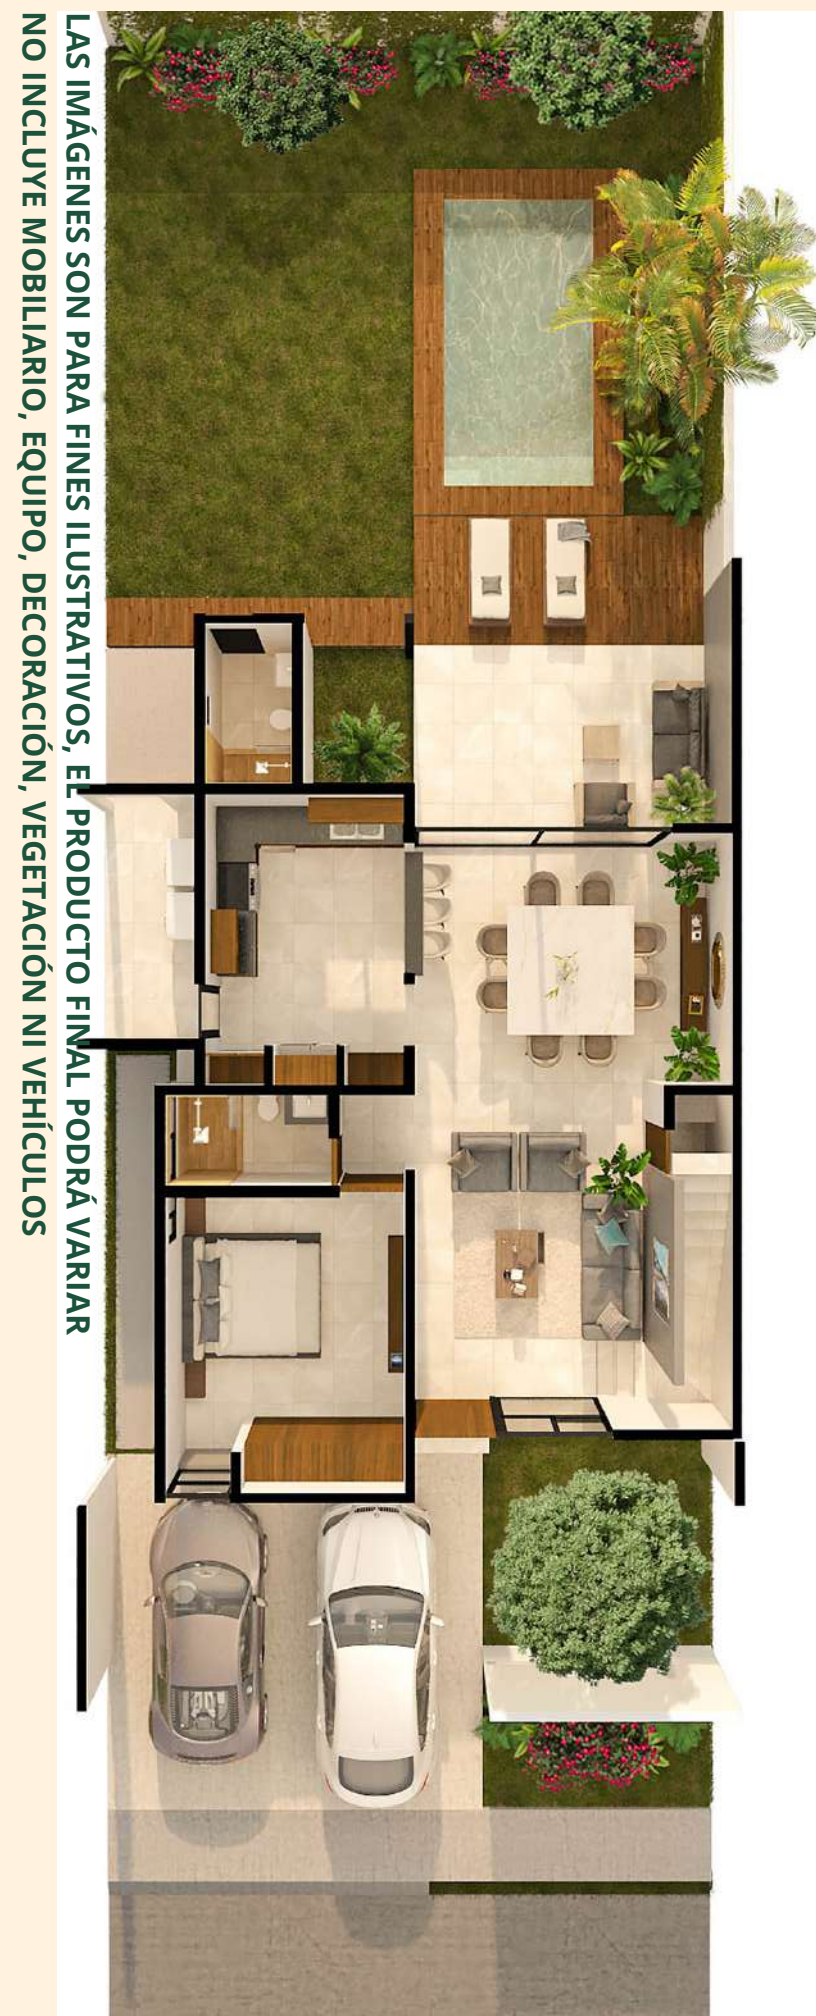 LAS IMÁGENES SON PARA FINES ILUSTRATIVOS, EL PRODUCTO FINAL PODRÁ VARIAR
NO INCLUYE MOBILIARIO, EQUIPO, DECORACIÓN, VEGETACIÓN NI VEHÍCULOS